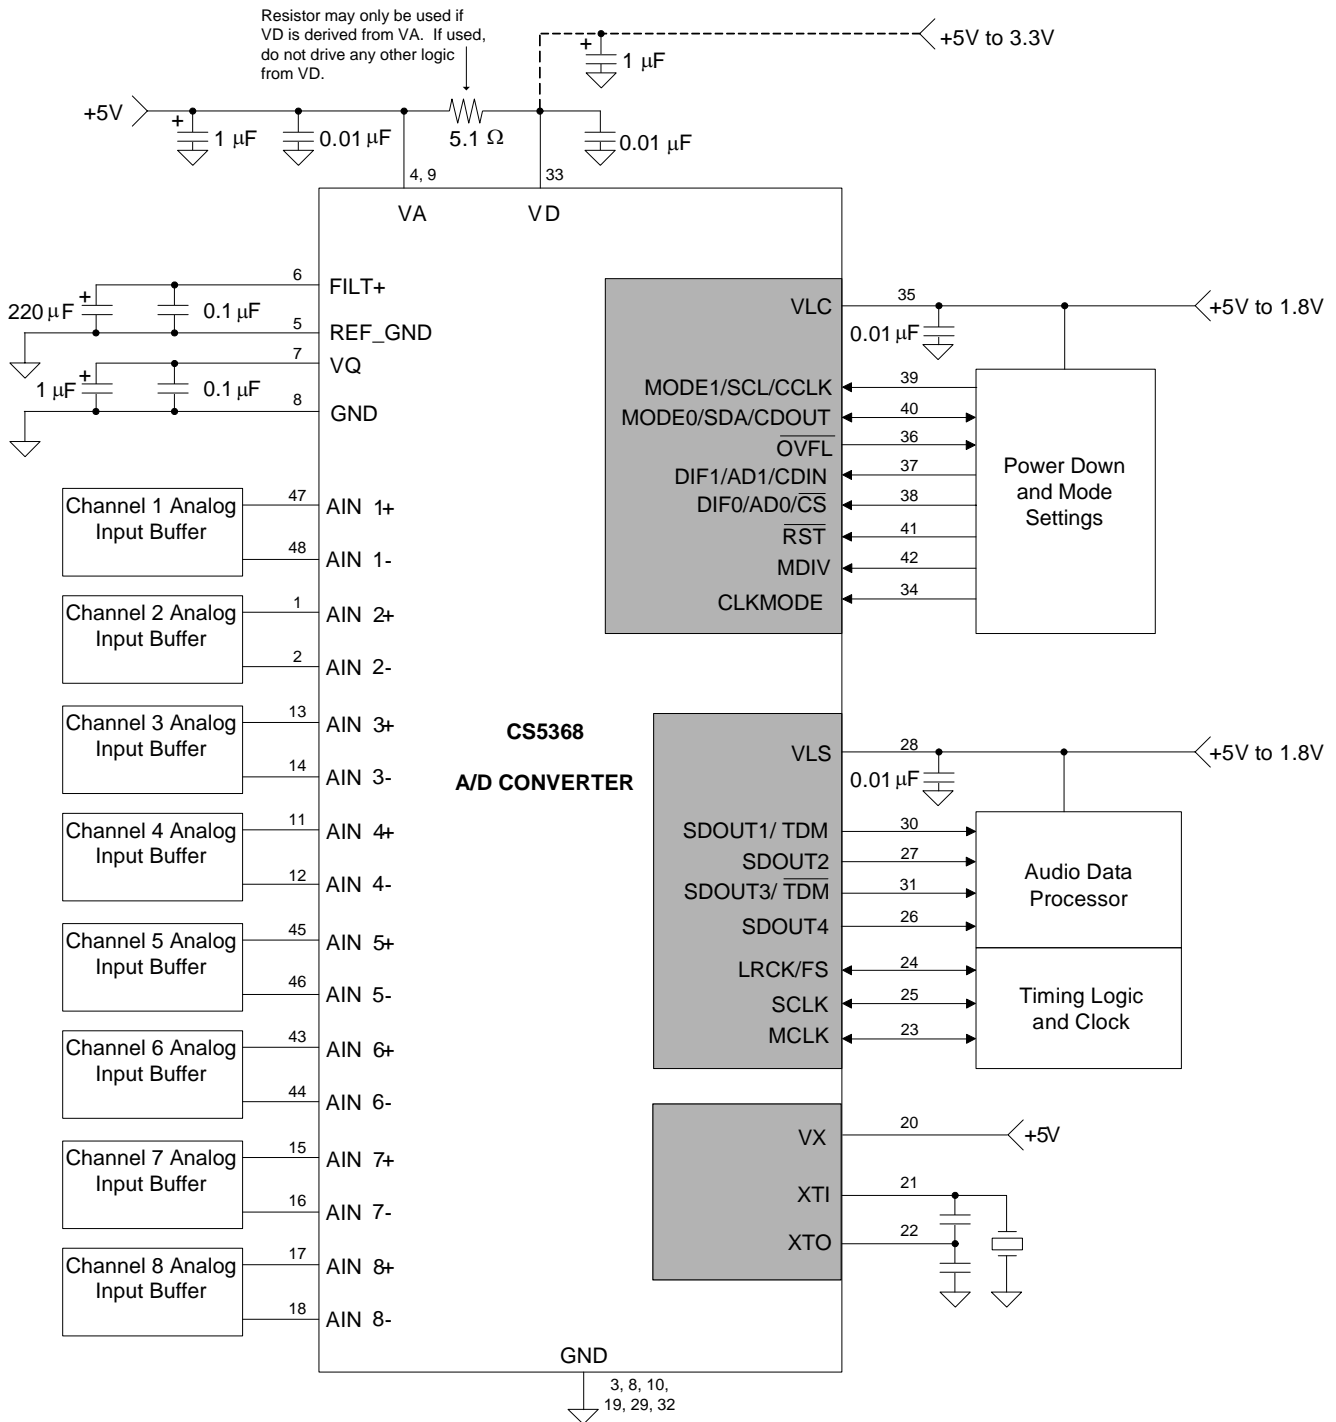 Resistor may only be used if
VD is derived from VA. If used,
do not drive any other logic
from VD.
+5V to 3.3V
+
1 µF
+5V
+
1 µF
0.01 µF
5.1 Ω
0.01 µF
4, 9
33
VA
VD
6
FILT+
220 µF
+
0.1 µF
5
REF_GND
7
VQ
1 µF
+
0.1 µF
8
GND
VLC
35
+5V to 1.8V
0.01 µF
MODE1/SCL/CCLK
39
MODE0/SDA/CDOUT
40
OVFL
36
DIF1/AD1/CDIN
37
DIF0/AD0/CS
38
RST
41
MDIV
42
CLKMODE
34
Power Down
and Mode
Settings
Channel 1 Analog
Input Buffer
47
AIN 1+
48
AIN 1-
Channel 2 Analog
Input Buffer
1
AIN 2+
2
AIN 2-
Channel 3 Analog
Input Buffer
13
AIN 3+
14
AIN 3-
Channel 4 Analog
Input Buffer
11
AIN 4+
12
AIN 4-
Channel 5 Analog
Input Buffer
45
AIN 5+
46
AIN 5-
Channel 6 Analog
Input Buffer
43
AIN 6+
44
AIN 6-
Channel 7 Analog
Input Buffer
15
AIN 7+
16
AIN 7-
Channel 8 Analog
Input Buffer
17
AIN 8+
18
AIN 8-
CS5368
A/D CONVERTER
VLS
28
+5V to 1.8V
0.01 µF
SDOUT1/ TDM
30
SDOUT2
27
SDOUT3/ TDM
31
SDOUT4
26
Audio Data
Processor
LRCK/FS
24
SCLK
25
MCLK
23
Timing Logic
and Clock
VX
20
+5V
XTI
21
XTO
22
GND
3, 8, 10,
19, 29, 32